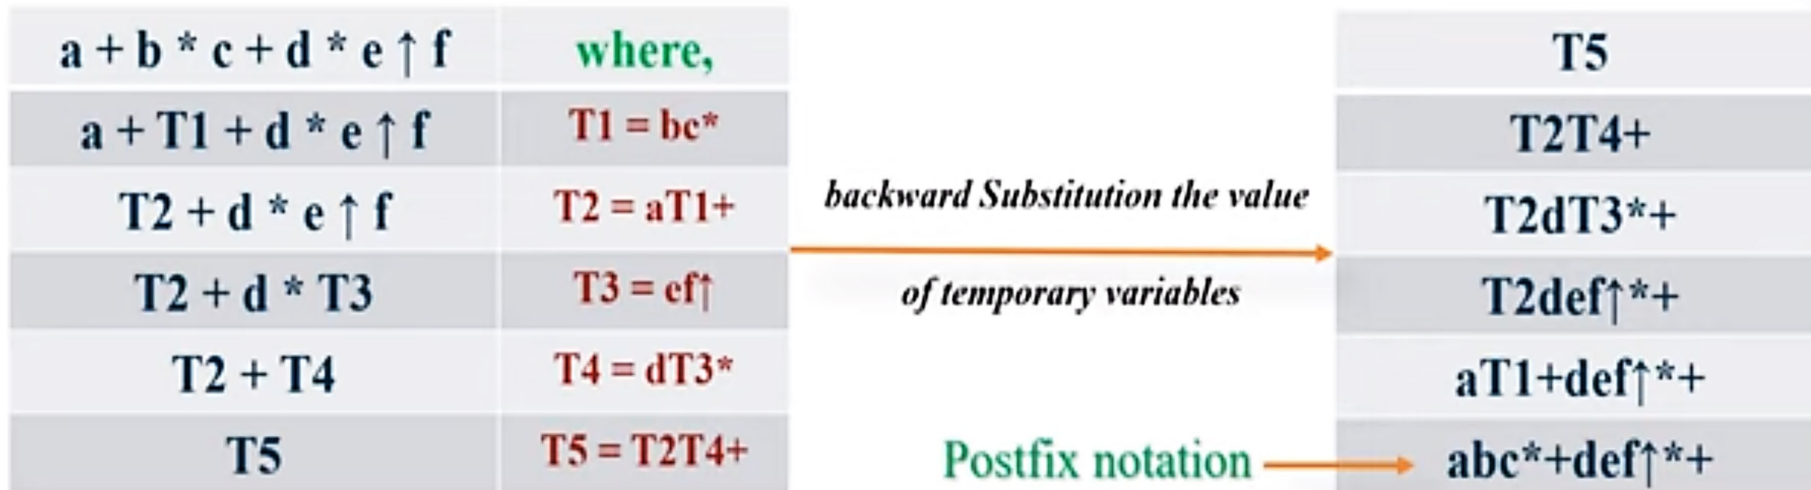 a + b * c + d * e ↑ f
where,
a + T1 + d * e ↑ f
T1 = bc*
T2 + d * e ↑ f
T2 = aT1+
T2 + d * T3
T3 = ef↑
T2 + T4
T4 = dT3*
T5
T5 = T2T4+
backward Substitution the value
of temporary variables
Postfix notation
T5
T2T4+
T2dT3*+
T2def↑*+
aT1+def↑*+
abc*+def↑*+